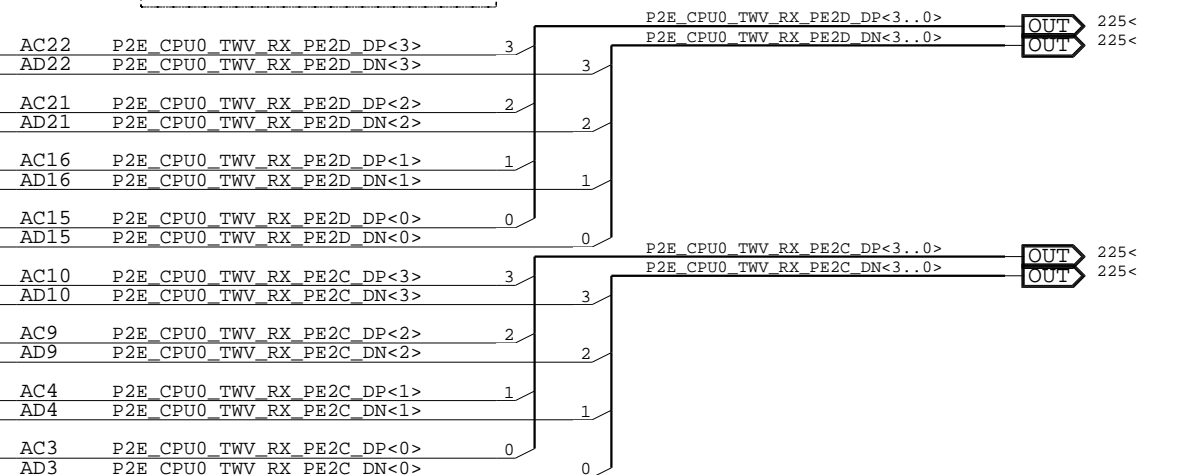 P2E_CPU0_TWV_RX_PE2D_DP<3..0> OUT 225<
P2E_CPU0_TWV_RX_PE2D_DN<3..0> OUT 225<
AC22 P2E_CPU0_TWV_RX_PE2D_DP<3> 3
AD22 P2E_CPU0_TWV_RX_PE2D_DN<3> 3
AC21 P2E_CPU0_TWV_RX_PE2D_DP<2> 2
AD21 P2E_CPU0_TWV_RX_PE2D_DN<2> 2
AC16 P2E_CPU0_TWV_RX_PE2D_DP<1> 1
AD16 P2E_CPU0_TWV_RX_PE2D_DN<1> 1
AC15 P2E_CPU0_TWV_RX_PE2D_DP<0> 0
AD15 P2E_CPU0_TWV_RX_PE2D_DN<0> 0
P2E_CPU0_TWV_RX_PE2C_DP<3..0> OUT 225<
P2E_CPU0_TWV_RX_PE2C_DN<3..0> OUT 225<
AC10 P2E_CPU0_TWV_RX_PE2C_DP<3> 3
AD10 P2E_CPU0_TWV_RX_PE2C_DN<3> 3
AC9 P2E_CPU0_TWV_RX_PE2C_DP<2> 2
AD9 P2E_CPU0_TWV_RX_PE2C_DN<2> 2
AC4 P2E_CPU0_TWV_RX_PE2C_DP<1> 1
AD4 P2E_CPU0_TWV_RX_PE2C_DN<1> 1
AC3 P2E_CPU0_TWV_RX_PE2C_DP<0> 0
AD3 P2E_CPU0_TWV_RX_PE2C_DN<0> 0